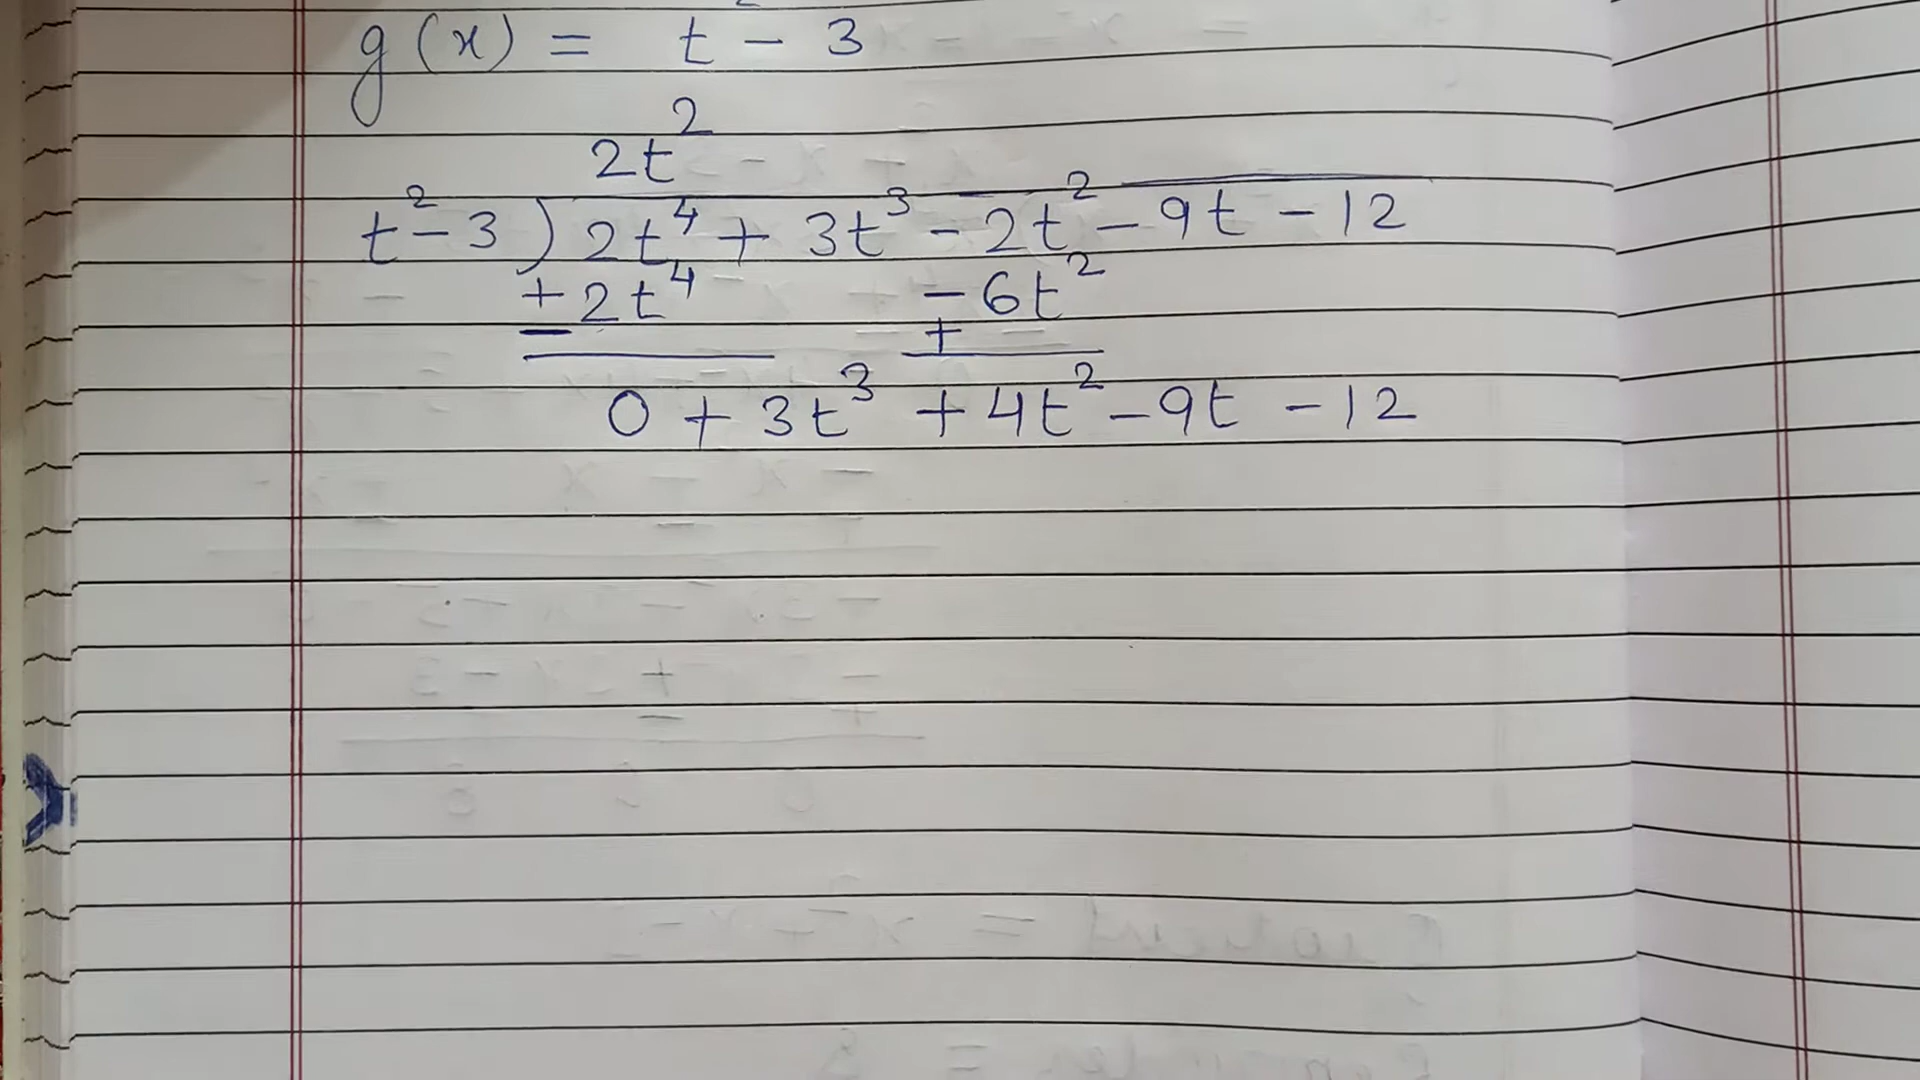 g(x) = t² - 3
2t²
t² - 3 ) 2t⁴ + 3t³ - 2t² - 9t - 12
+ 2t⁴ - 6t²
- +
0 + 3t³ + 4t² - 9t - 12